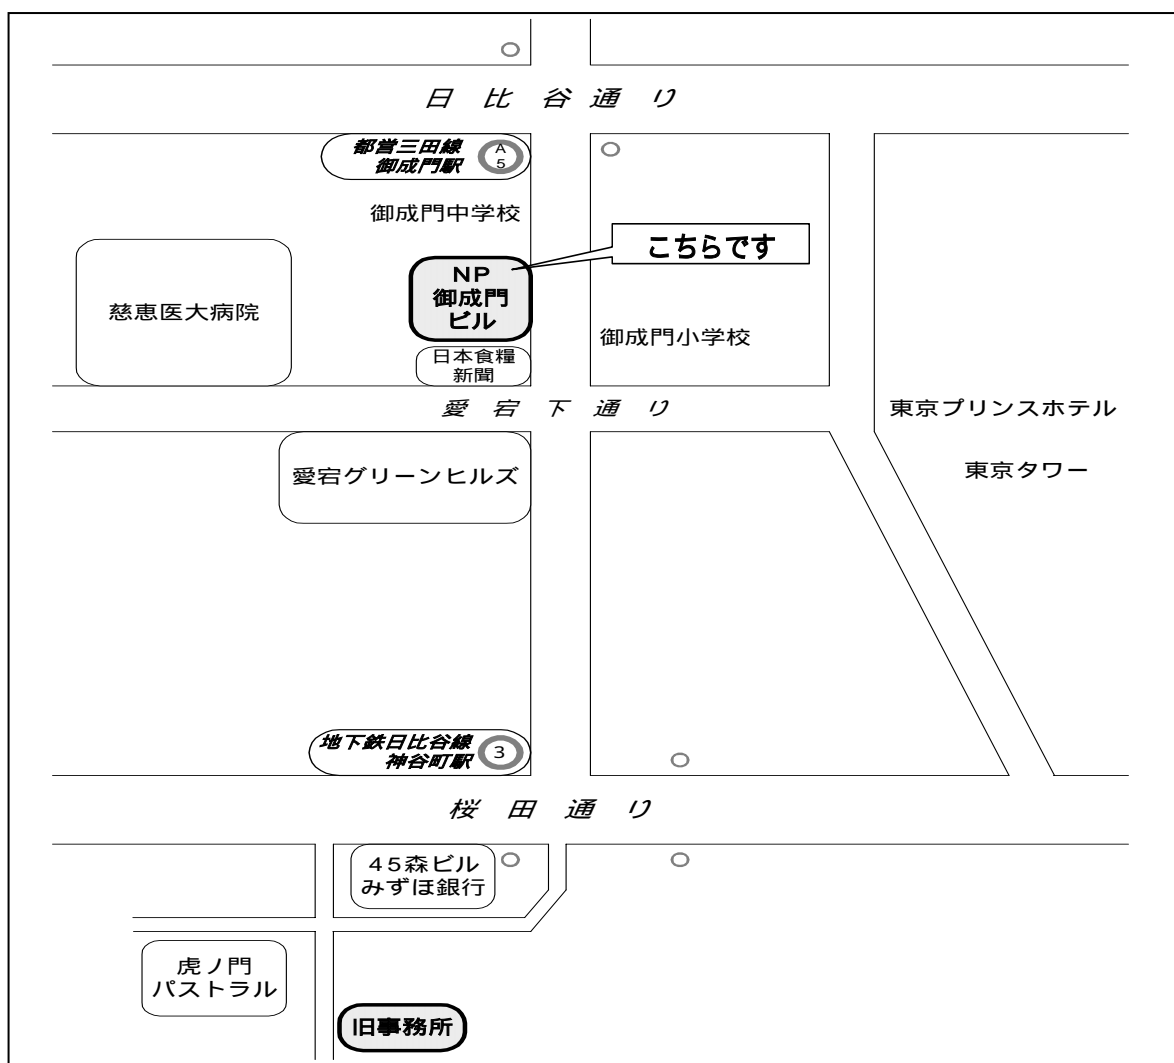 日比谷通り
都営三田線
御成門駅
A
5
御成門中学校
こちらです
NP
御成門
ビル
慈恵医大病院
御成門小学校
日本食糧
新聞
愛宕下通り
東京プリンスホテル
愛宕グリーンヒルズ
東京タワー
地下鉄日比谷線
神谷町駅
3
桜田通り
45森ビル
みずほ銀行
虎ノ門
パストラル
旧事務所